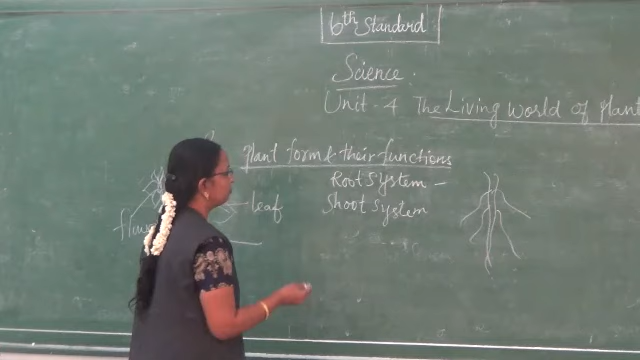 6th Standard
Science.
Unit - 4 The Living World of Plant
Plant form & their functions
Root System -
Shoot System
leaf